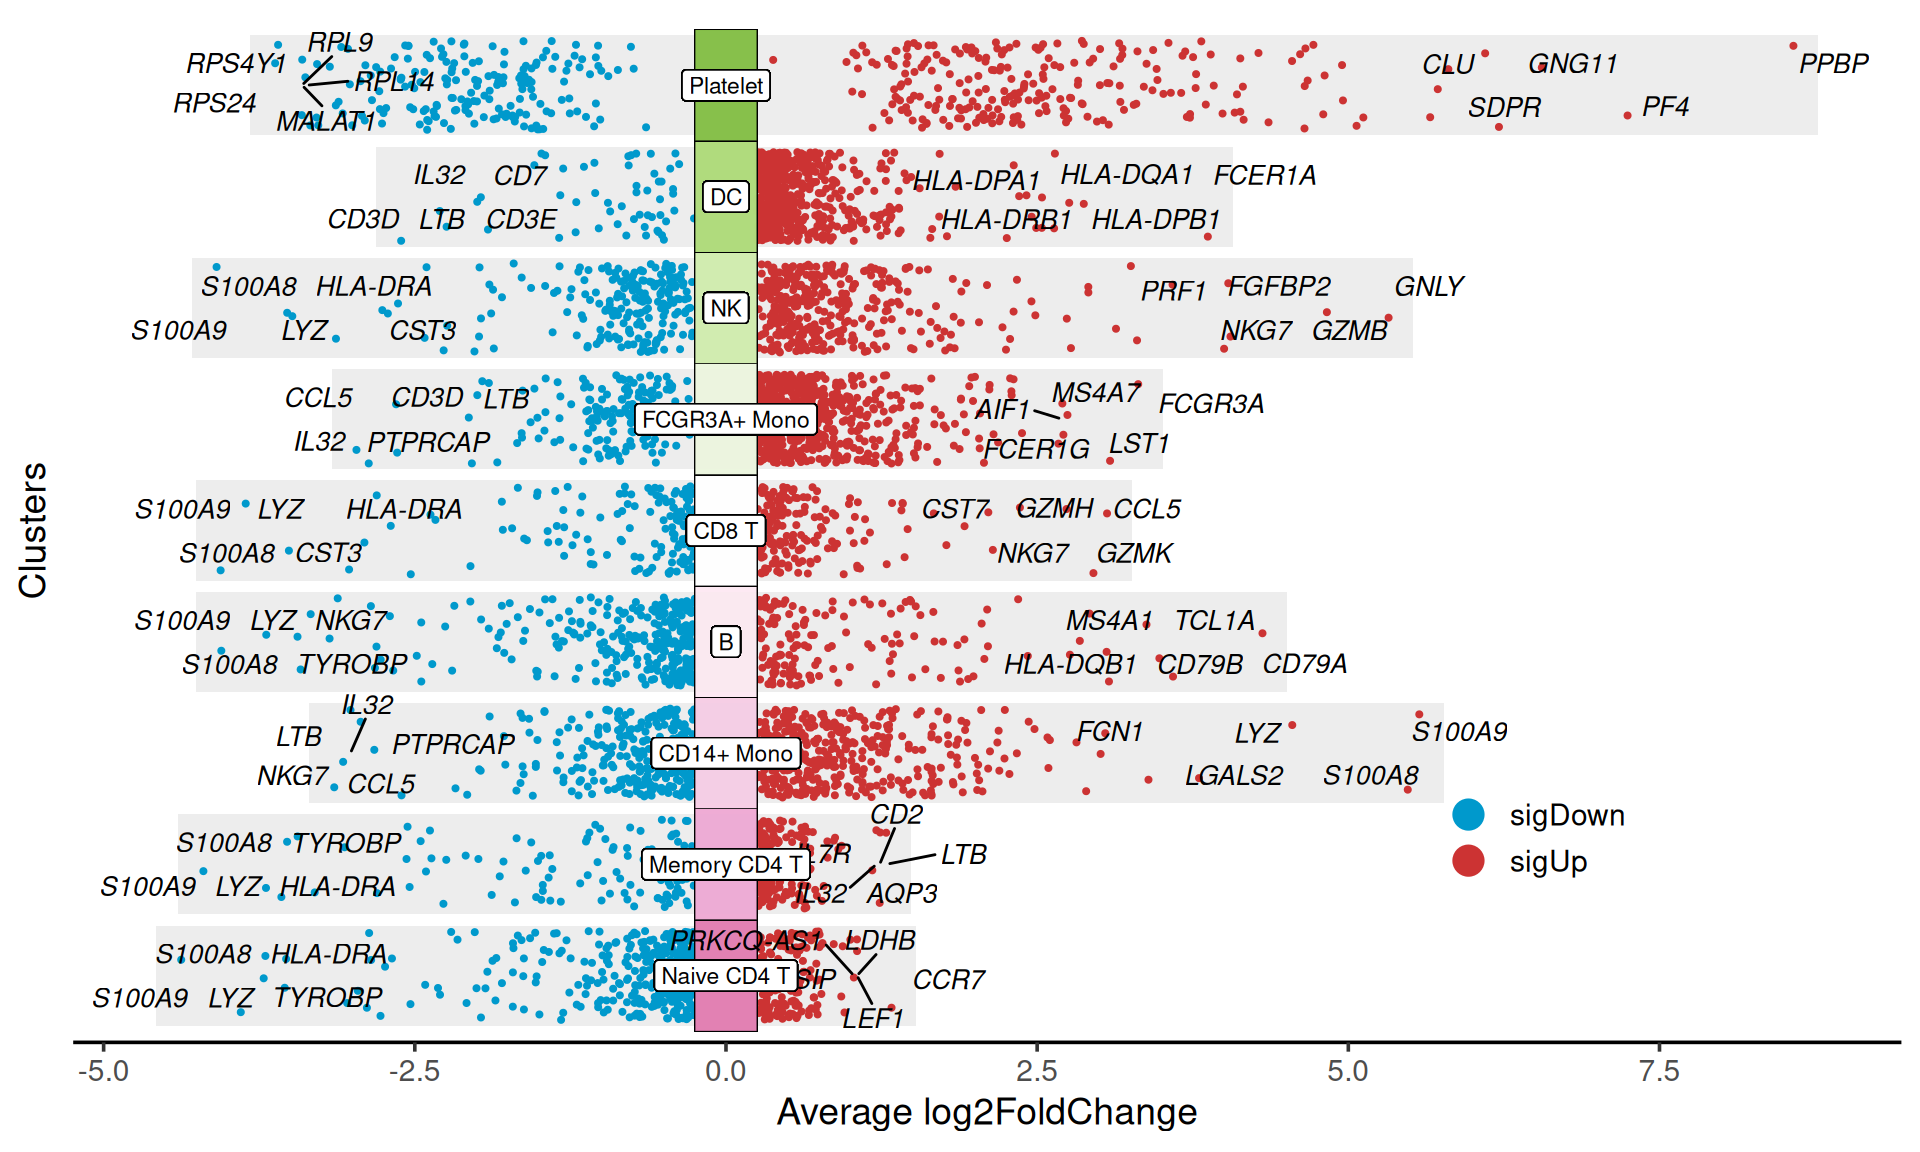 RPL9
RPS4Y1
RPL14
RPS24
MALAT1
Platelet
CLU
GNG11
PPBP
SDPR
PF4
IL32
CD7
CD3D
LTB
CD3E
DC
HLA-DPA1
HLA-DQA1
FCER1A
HLA-DRB1
HLA-DPB1
S100A8
HLA-DRA
S100A9
LYZ
CST3
NK
PRF1
FGFBP2
GNLY
NKG7
GZMB
CCL5
CD3D
LTB
IL32
PTPRCAP
FCGR3A+ Mono
MS4A7
AIF1
FCGR3A
FCER1G
LST1
S100A9
LYZ
HLA-DRA
S100A8
CST3
CD8 T
CST7
GZMH
CCL5
NKG7
GZMK
S100A9
LYZ
NKG7
S100A8
TYROBP
B
MS4A1
TCL1A
HLA-DQB1
CD79B
CD79A
IL32
LTB
PTPRCAP
NKG7
CCL5
CD14+ Mono
FCN1
LYZ
S100A9
LGALS2
S100A8
S100A8
TYROBP
S100A9
LYZ
HLA-DRA
Memory CD4 T
CD2
IL7R
LTB
IL32
AQP3
S100A8
HLA-DRA
S100A9
LYZ
TYROBP
Naive CD4 T
PRKCQ-AS1
LDHB
SIP
CCR7
LEF1
sigDown
sigUp
Clusters
-5.0
-2.5
0.0
2.5
5.0
7.5
Average log2FoldChange